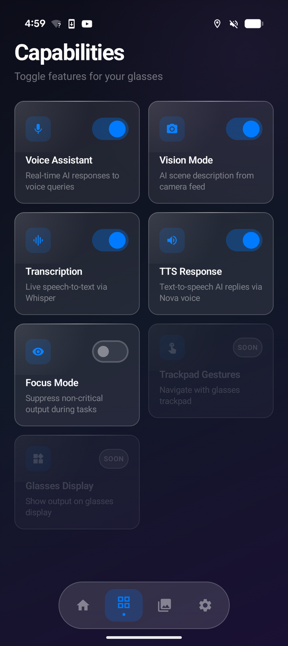 4:59
Capabilities
Toggle features for your glasses
Voice Assistant
Real-time AI responses to
voice queries
Vision Mode
AI scene description from
camera feed
Transcription
Live speech-to-text via
Whisper
TTS Response
Text-to-speech AI replies via
Nova voice
Focus Mode
Suppress non-critical
output during tasks
SOON
Trackpad Gestures
Navigate with glasses
trackpad
SOON
Glasses Display
Show output on glasses
display